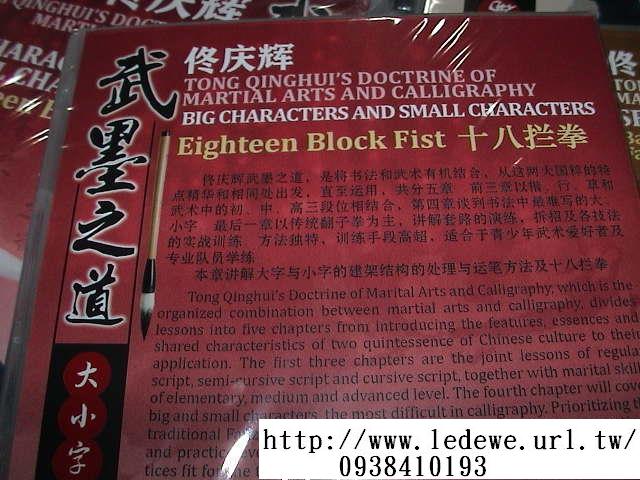 武墨之道
大小字
佟庆辉
TONG QINGHUI'S DOCTRINE OF
MARTIAL ARTS AND CALLIGRAPHY
BIG CHARACTERS AND SMALL CHARACTERS
Eighteen Block Fist 十八拦拳
佟庆辉武墨之道，是将书法和武术有机结合，从这两大国粹的特
点精华和相同处出发，直至运用，共分五章 前三章以楷、行、草和
武术中的初、中、高三段位相结合，第四章谈到书法中最难写的大、
小字 最后一章以传统翻子拳为主，讲解套路的演练，拆招及各技法
的实战训练 方法独特，训练手段高超，适合于青少年武术爱好者及
专业队员学练
本章讲解大字与小字的建架结构的处理与运笔方法及十八拦拳
Tong Qinghui's Doctrine of Marital Arts and Calligraphy, which is the
organized combination between martial arts and calligraphy, divides
lessons into five chapters from introducing the features, essences and
shared characteristics of two quintessence of Chinese culture to their
application. The first three chapters are the joint lessons of regular
script, semi-cursive script and cursive script, together with marital skill
of elementary, medium and advanced level. The fourth chapter will cov
big and small characters, the most difficult in calligraphy. Prioritizing th
traditional
and practic
tices fit for the
http://www.ledewe.url.tw/
0938410193